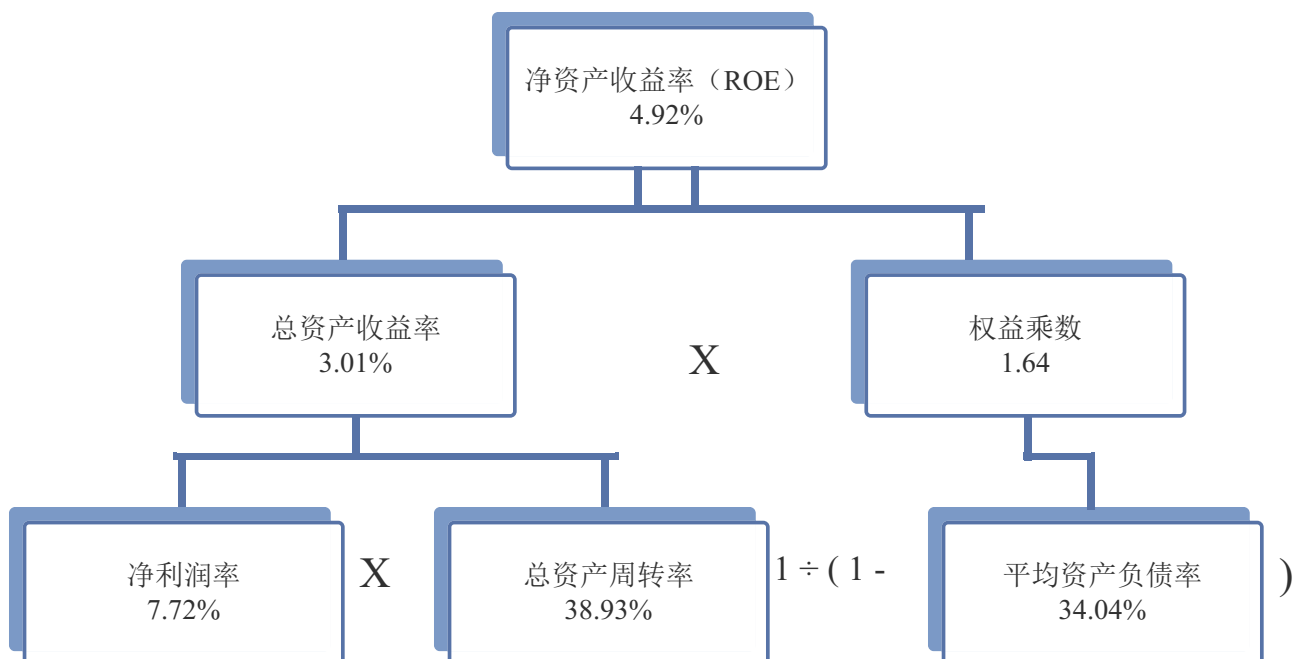 净资产收益率（ROE）
4.92%
总资产收益率
3.01%
X
权益乘数
1.64
净利润率
7.72%
X
总资产周转率
38.93%
1 ÷ ( 1 -
平均资产负债率
34.04%
)